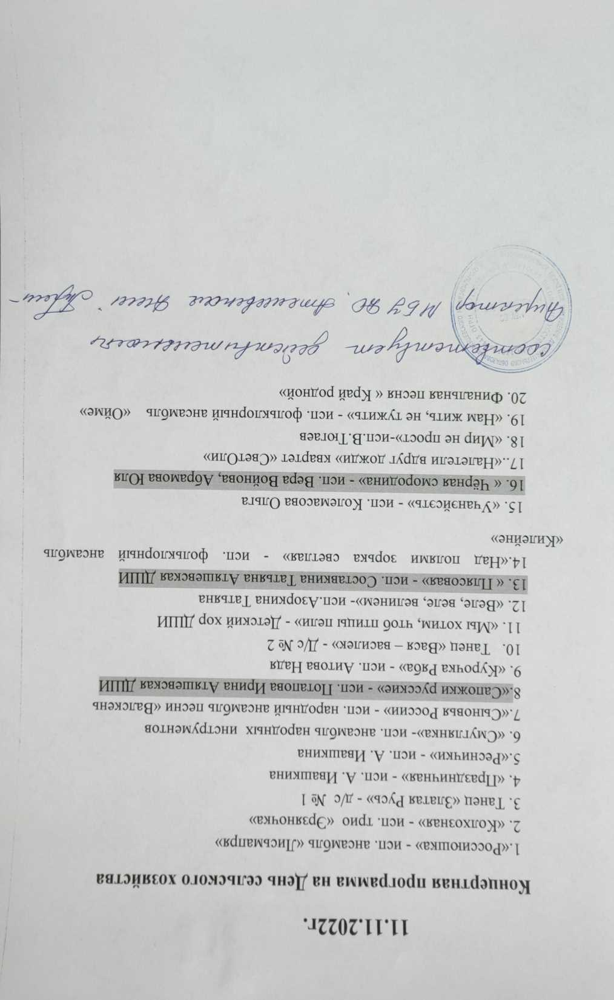 11.11.2022г.
Концертная программа на День сельского хозяйства
1.«Россиюшка» - исп. ансамбль «Лисьмапря»
2. «Колхозная» - исп. трио «Эрзяночка»
3. Танец «Златая Русь» - д/с № 1
4. «Праздничная» - исп. А. Ивашкина
5.«Реснички» - исп. А. Ивашкина
6. «Смуглянка»- исп. ансамбль народных инструментов
7.«Сыновья России» - исп. народный ансамбль песни «Валскень
8.«Сапожки русские» - исп. Потапова Ирина Атяшевская ДШИ
9. «Курочка Ряба» - исп. Аитова Надя
10. Танец «Вася – василек» - Д/с № 2
11. «Мы хотим, чтоб птицы пели» - Детский хор ДШИ
12. «Веле, веле, велинем»- исп.Азоркина Татьяна
13. « Плясовая» - исп. Составкина Татьяна Атяшевская ДШИ
14.«Над полями зорька светлая» - исп. фольклорный ансамбль
«Килейне»
15. «Учанэйсэть» - исп. Колемасова Ольга
16. « Чёрная смородина» - исп. Вера Войнова, Абрамова Юля
17..«Налетели вдруг дожди» квартет «СветОли»
18. «Мир не прост»-исп.В.Тюгаев
19. «Нам жить, не тужить» - исп. фольклорный ансамбль «Ойме»
20. Финальная песня « Край родной»
соответствует действительности
Директор МБУ ДО